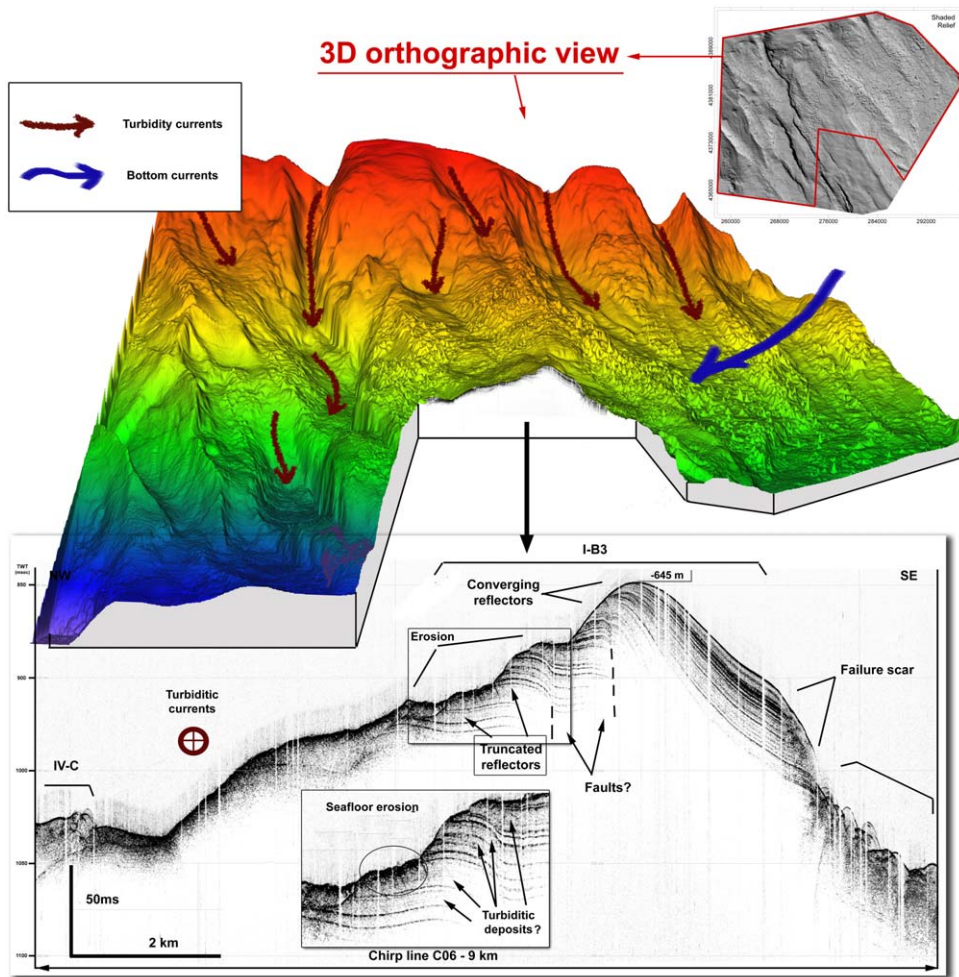 3D orthographic view
Shaded
Relief
4389000
4381000
4373000
4365000
260000
268000
276000
284000
292000
Turbidity currents
Bottom currents
TWT
(msec)
NW
I-B3
-645 m
SE
Converging
reflectors
Erosion
Failure scar
Turbiditic
currents
Truncated
reflectors
Faults?
IV-C
Seafloor erosion
Turbiditic
deposits?
50ms
2 km
850
900
1000
1050
1100
Chirp line C06 - 9 km